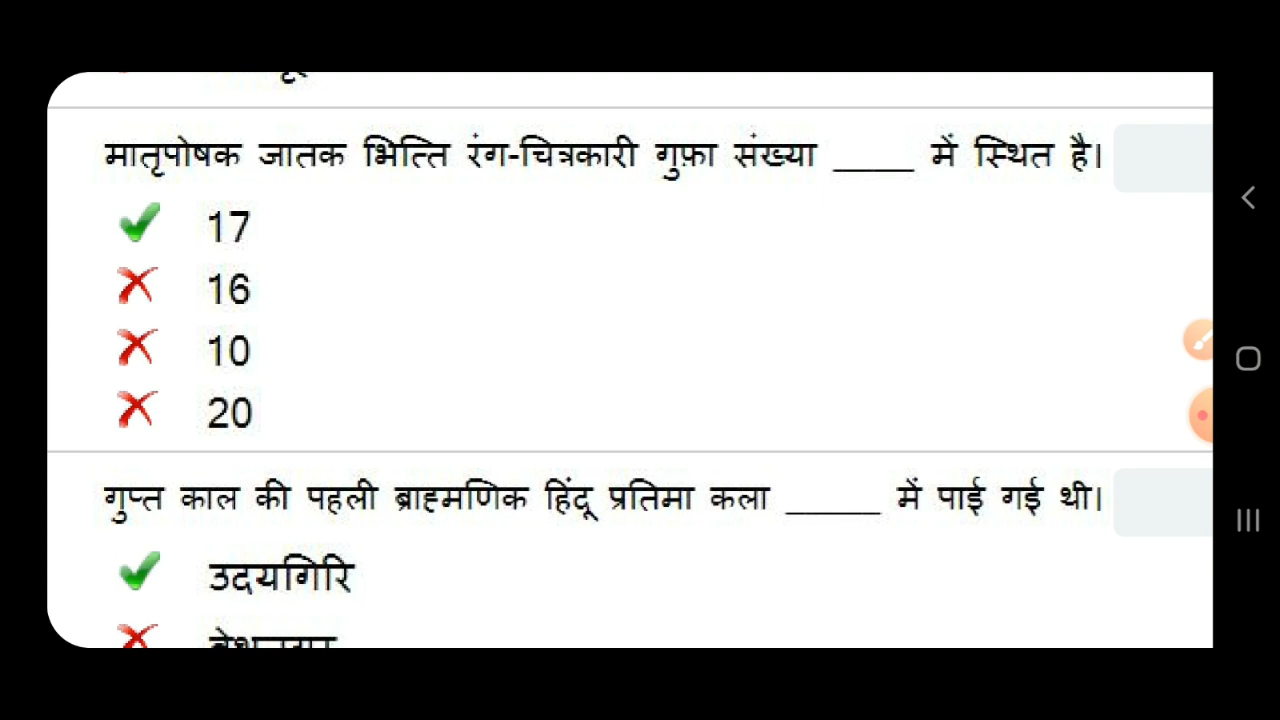 मातृपोषक जातक भित्ति रंग-चित्रकारी गुफ़ा संख्या _____ में स्थित है।
17
16
10
20
गुप्त काल की पहली ब्राह्मणिक हिंदू प्रतिमा कला ______ में पाई गई थी।
उदयगिरि